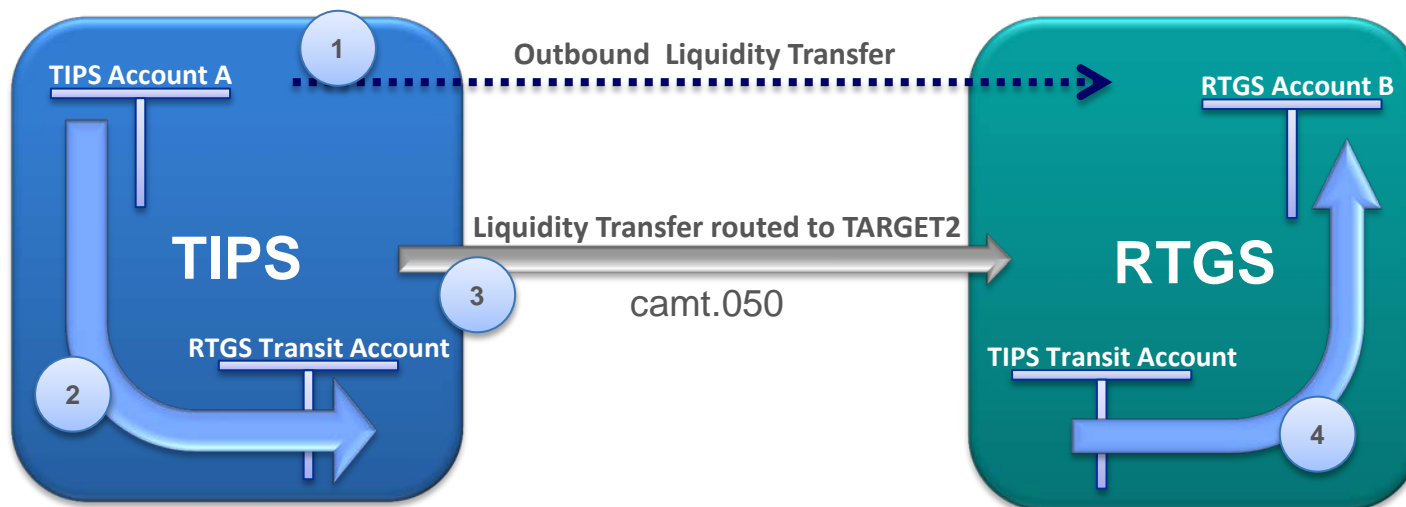 1
Outbound  Liquidity Transfer
TIPS Account A
RTGS Account B
Liquidity Transfer routed to TARGET2
TIPS
RTGS
3
camt.050
RTGS Transit Account
TIPS Transit Account
2
4